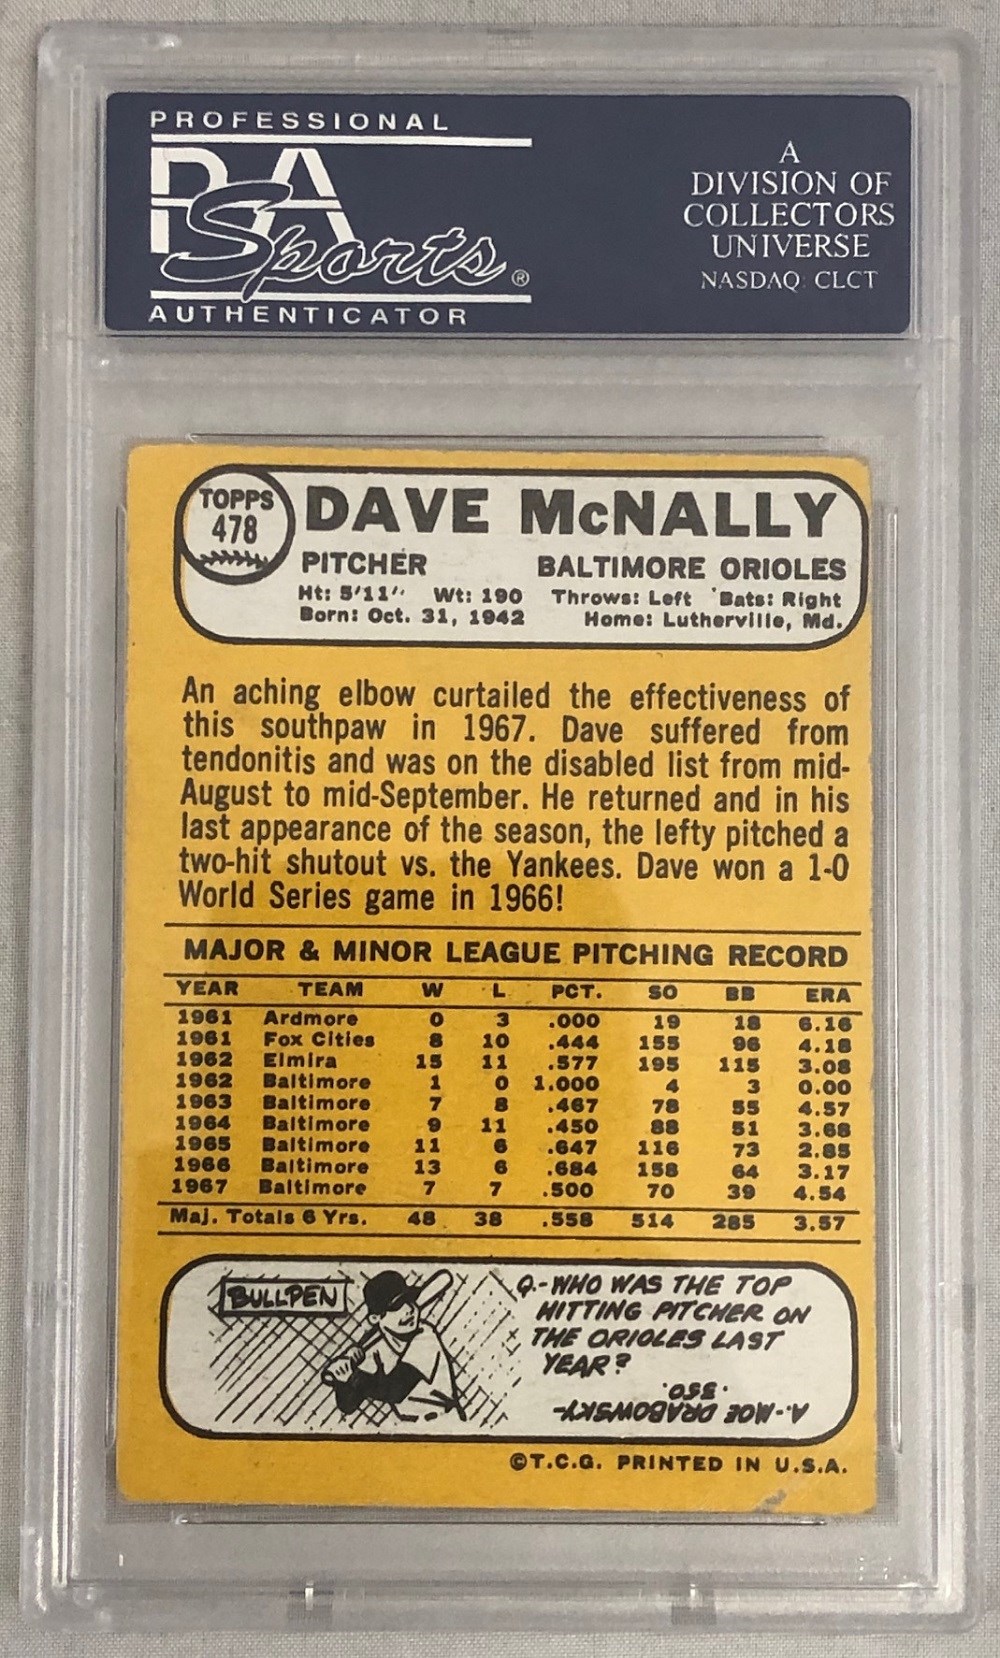 PROFESSIONAL
PSA
Sports®
AUTHENTICATOR
A
DIVISION OF
COLLECTORS
UNIVERSE
NASDAQ: CLCT
TOPPS
478
DAVE McNALLY
PITCHER BALTIMORE ORIOLES
Ht: 5'11" Wt: 190 Throws: Left Bats: Right
Born: Oct. 31, 1942 Home: Lutherville, Md.
An aching elbow curtailed the effectiveness of
this southpaw in 1967. Dave suffered from
tendonitis and was on the disabled list from mid-
August to mid-September. He returned and in his
last appearance of the season, the lefty pitched a
two-hit shutout vs. the Yankees. Dave won a 1-0
World Series game in 1966!
MAJOR & MINOR LEAGUE PITCHING RECORD
YEAR TEAM W L PCT. SO BB ERA
1961 Ardmore 0 3 .000 19 18 6.16
1961 Fox Cities 8 10 .444 155 96 4.18
1962 Elmira 15 11 .577 195 115 3.08
1962 Baltimore 1 0 1.000 4 3 0.00
1963 Baltimore 7 8 .467 78 55 4.57
1964 Baltimore 9 11 .450 88 51 3.68
1965 Baltimore 11 6 .647 116 73 2.85
1966 Baltimore 13 6 .684 158 64 3.17
1967 Baltimore 7 7 .500 70 39 4.54
Maj. Totals 6 Yrs. 48 38 .558 514 285 3.57
BULLPEN
Q.-WHO WAS THE TOP
HITTING PITCHER ON
THE ORIOLES LAST
YEAR?
A.-MOE DRABOWSKY-
.350.
©T.C.G. PRINTED IN U.S.A.